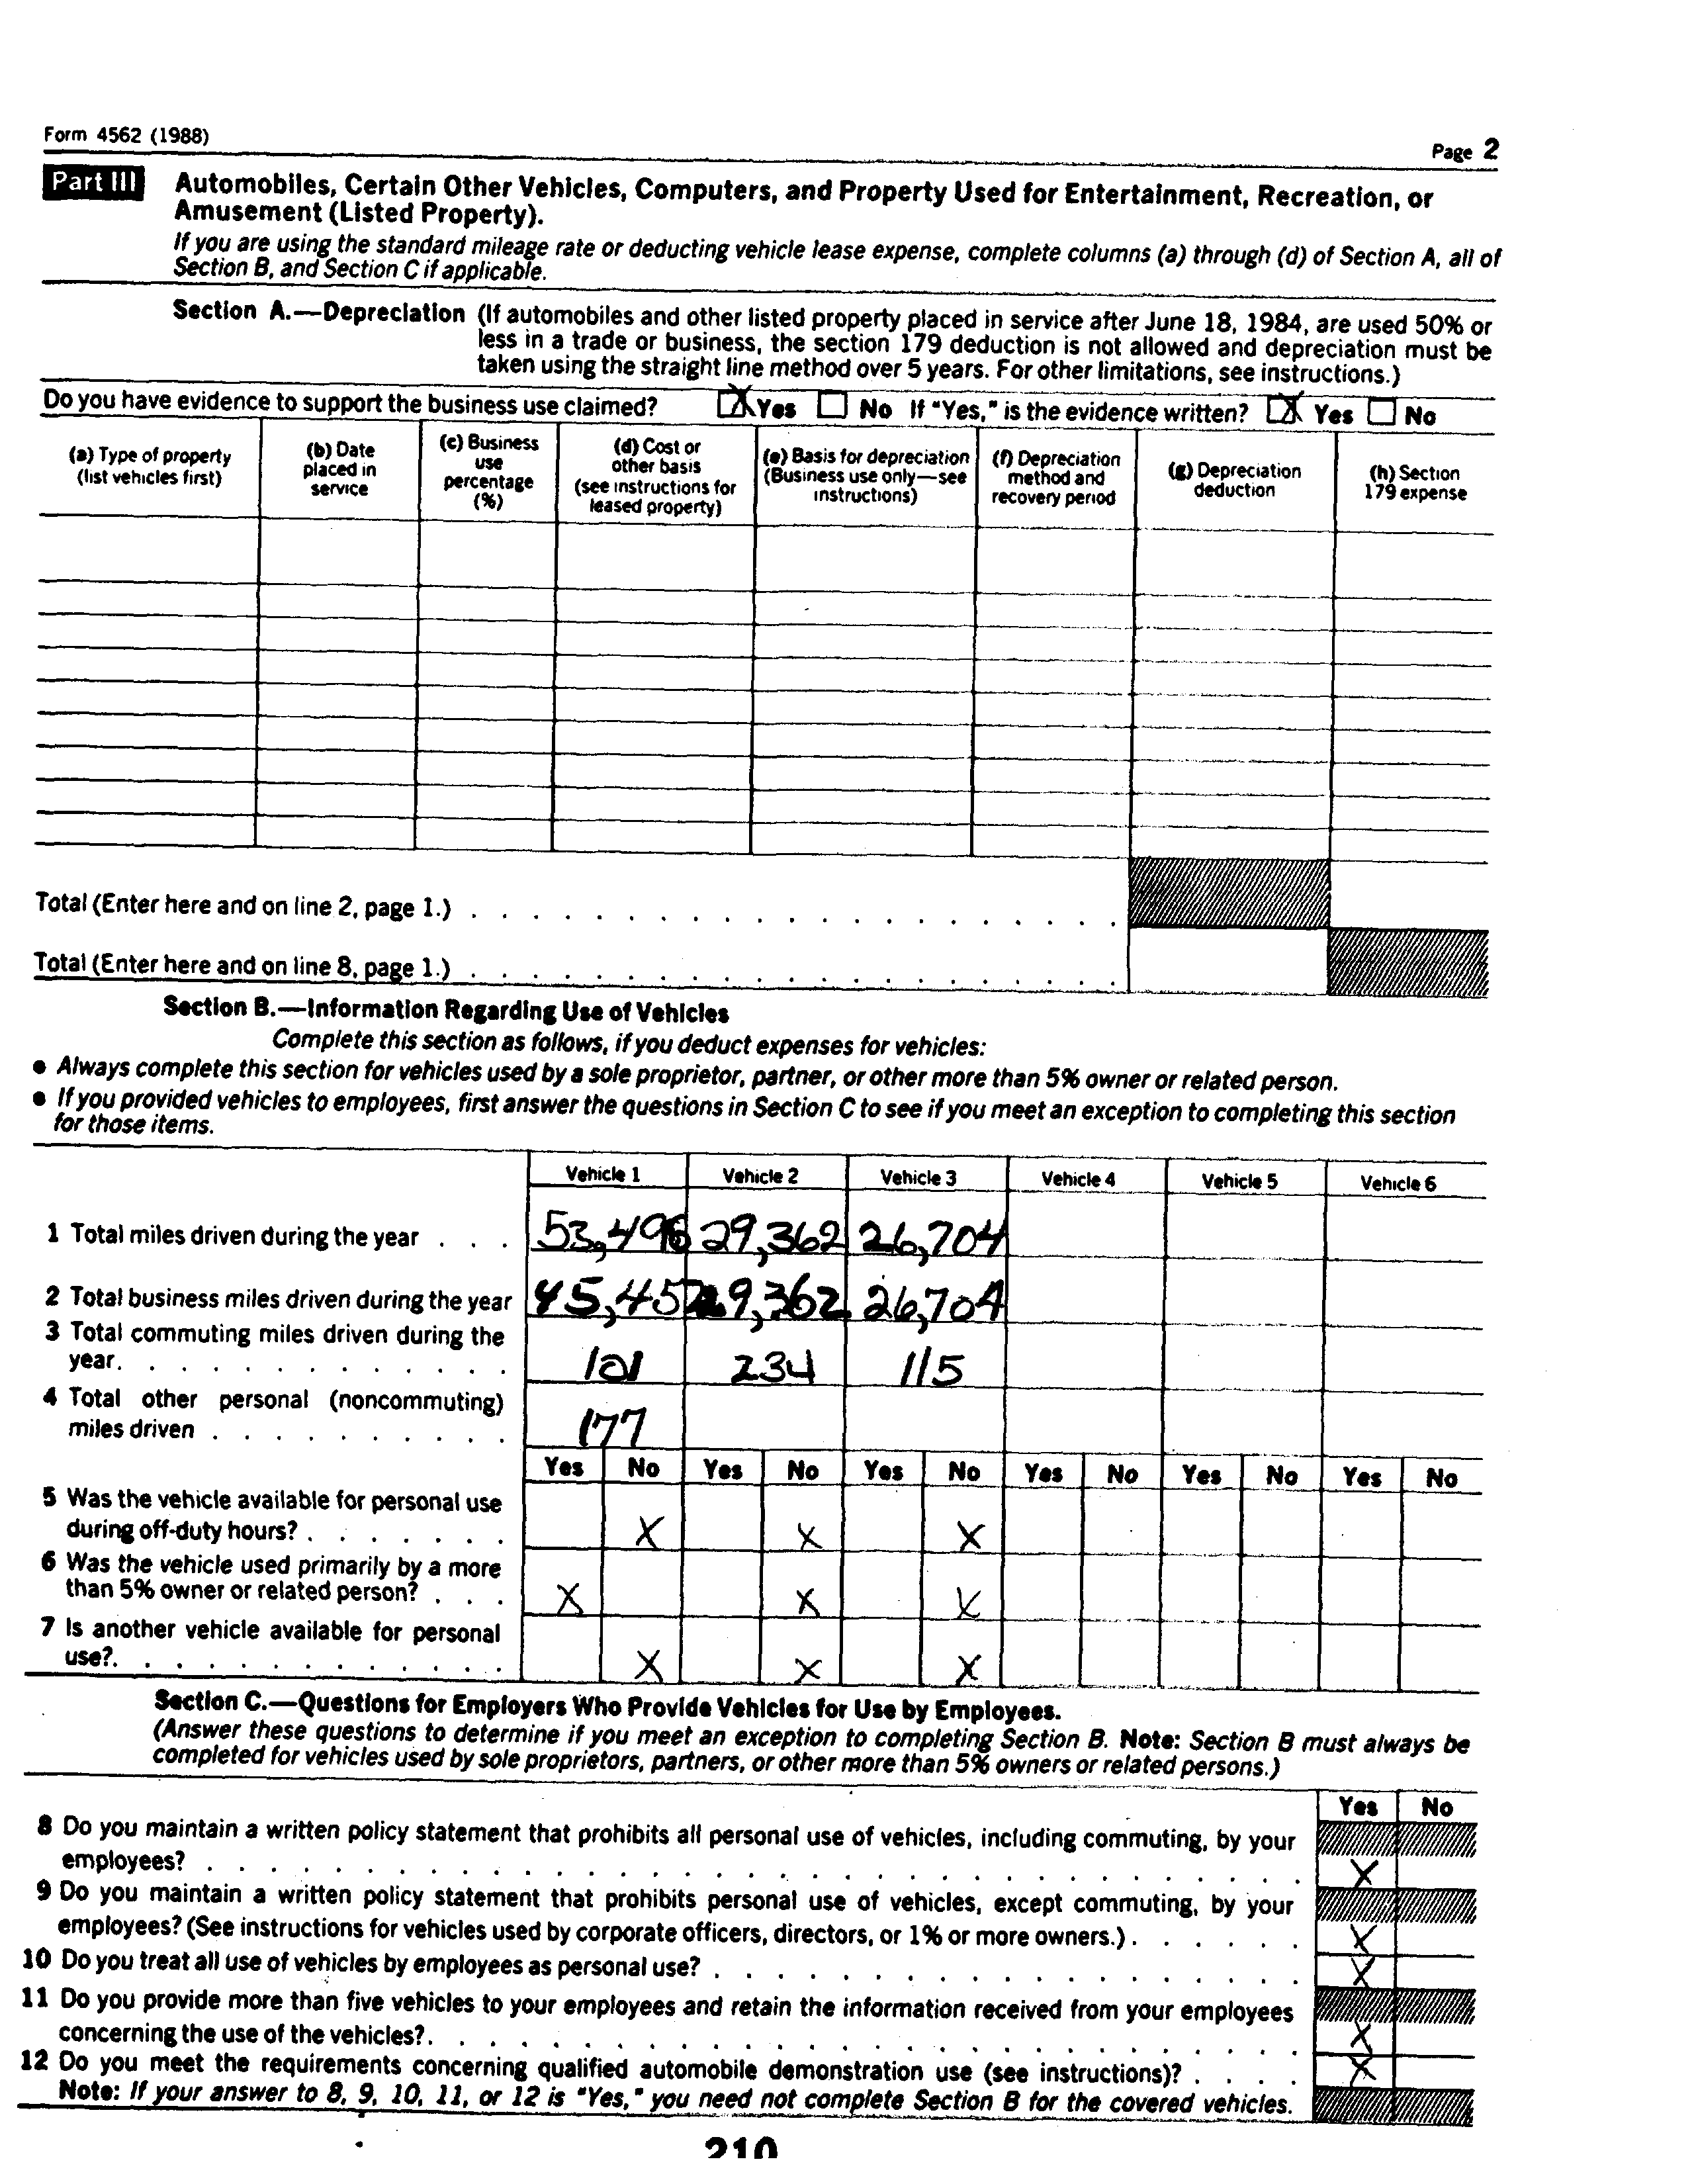 Form 4562 (1988)
Page 2
Part III Automobiles, Certain Other Vehicles, Computers, and Property Used for Entertainment, Recreation, or
Amusement (Listed Property).
If you are using the standard mileage rate or deducting vehicle lease expense, complete columns (a) through (d) of Section A, all of
Section B, and Section C if applicable.
Section A.—Depreciation (If automobiles and other listed property placed in service after June 18, 1984, are used 50% or
less in a trade or business, the section 179 deduction is not allowed and depreciation must be
taken using the straight line method over 5 years. For other limitations, see instructions.)
Do you have evidence to support the business use claimed? X Yes No If "Yes," is the evidence written? X Yes No
(a) Type of property
(list vehicles first)
(b) Date
placed in
service
(c) Business
use
percentage
(%)
(d) Cost or
other basis
(see instructions for
leased property)
(e) Basis for depreciation
(Business use only—see
instructions)
(f) Depreciation
method and
recovery period
(g) Depreciation
deduction
(h) Section
179 expense
Total (Enter here and on line 2, page 1.) . . . . . . . . . . . . . . . . . . . . .
Total (Enter here and on line 8, page 1.) . . . . . . . . . . . . . . . . . . . . .
Section B.—Information Regarding Use of Vehicles
Complete this section as follows, if you deduct expenses for vehicles:
● Always complete this section for vehicles used by a sole proprietor, partner, or other more than 5% owner or related person.
● If you provided vehicles to employees, first answer the questions in Section C to see if you meet an exception to completing this section
for those items.
Vehicle 1 Vehicle 2 Vehicle 3 Vehicle 4 Vehicle 5 Vehicle 6
1 Total miles driven during the year . . . 53,496 29,362 26,704
2 Total business miles driven during the year 29,362 26,704
3 Total commuting miles driven during the
year. . . . . . . . . . . . . 101 234 115
4 Total other personal (noncommuting)
miles driven . . . . . . . . . . 177
Yes No Yes No Yes No Yes No Yes No Yes No
5 Was the vehicle available for personal use
during off-duty hours? . . . . . . . X X X
6 Was the vehicle used primarily by a more
than 5% owner or related person? . . . X X X
7 Is another vehicle available for personal
use?. . . . . . . . . . . . . X X X
Section C.—Questions for Employers Who Provide Vehicles for Use by Employees.
(Answer these questions to determine if you meet an exception to completing Section B. Note: Section B must always be
completed for vehicles used by sole proprietors, partners, or other more than 5% owners or related persons.)
Yes No
8 Do you maintain a written policy statement that prohibits all personal use of vehicles, including commuting, by your
employees? . . . . . . . . . . . . . . . . . . . . . . . . . . . . . . . . . . . X
9 Do you maintain a written policy statement that prohibits personal use of vehicles, except commuting, by your
employees? (See instructions for vehicles used by corporate officers, directors, or 1% or more owners.) . . . . . . X
10 Do you treat all use of vehicles by employees as personal use? . . . . . . . . . . . . . . . . . . . X
11 Do you provide more than five vehicles to your employees and retain the information received from your employees
concerning the use of the vehicles?. . . . . . . . . . . . . . . . . . . . . . . . . . . . X
12 Do you meet the requirements concerning qualified automobile demonstration use (see instructions)? . . . . X
Note: If your answer to 8, 9, 10, 11, or 12 is "Yes," you need not complete Section B for the covered vehicles.
210